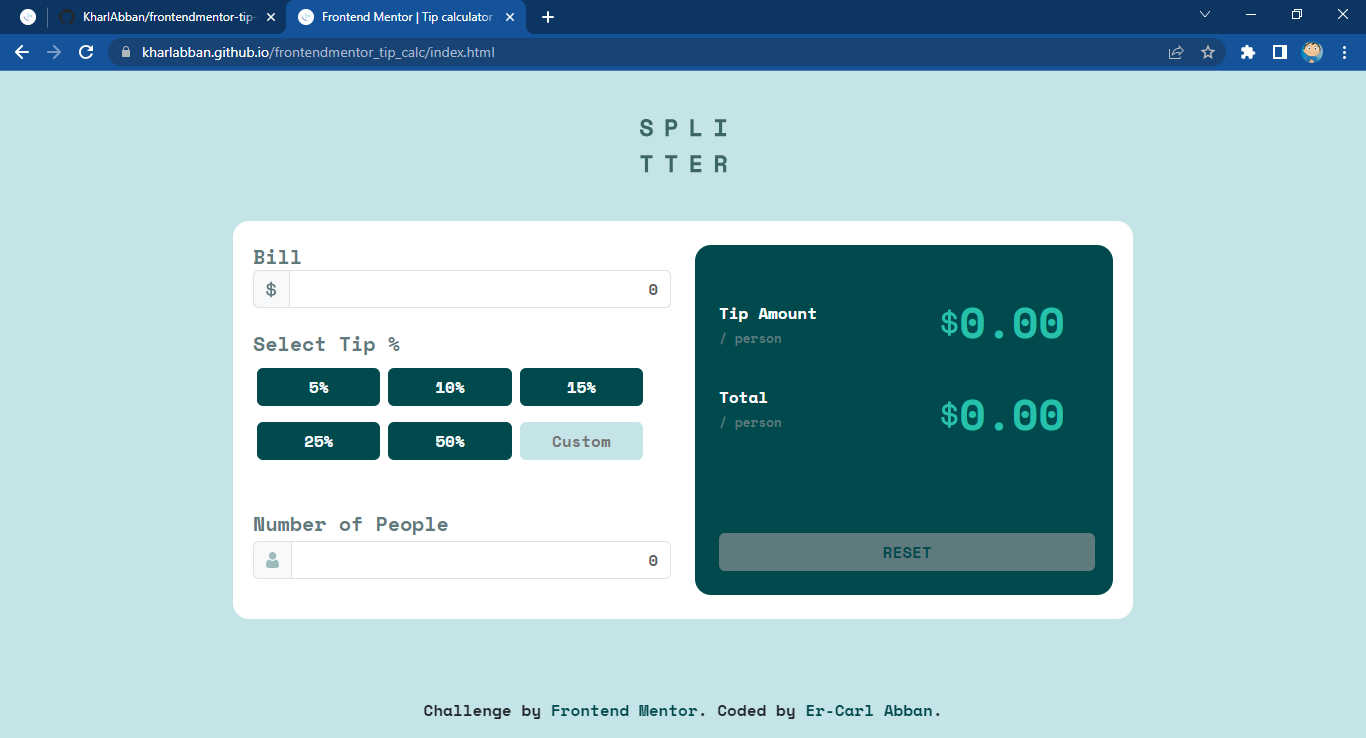 KharlAbban/frontendmentor-tip-
Frontend Mentor | Tip calculator
kharlabban.github.io/frontendmentor_tip_calc/index.html
SPLI
TTER
Bill
$ 0
Select Tip %
5% 10% 15%
25% 50% Custom
Number of People
0
Tip Amount $0.00
/ person
Total $0.00
/ person
RESET
Challenge by Frontend Mentor. Coded by Er-Carl Abban.